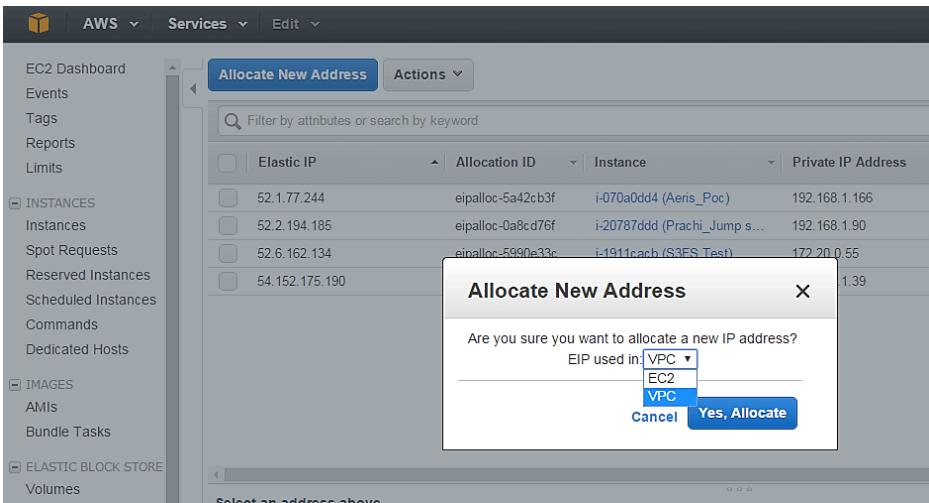 AWS Services Edit
EC2 Dashboard
Events
Tags
Reports
Limits
INSTANCES
Instances
Spot Requests
Reserved Instances
Scheduled Instances
Commands
Dedicated Hosts
IMAGES
AMIs
Bundle Tasks
ELASTIC BLOCK STORE
Volumes
Allocate New Address Actions
Filter by attributes or search by keyword
Elastic IP Allocation ID Instance Private IP Address
52.1.77.244 eipalloc-5a42cb3f i-070a0dd4 (Aeris_Poc) 192.168.1.166
52.2.194.185 eipalloc-0a8cd76f i-20787ddd (Prachi_Jump s... 192.168.1.90
52.6.162.134 eipalloc-5990e33c i-1911cacb (S3FS Test) 172.20.0.55
54.152.175.190 .1.39
Allocate New Address
Are you sure you want to allocate a new IP address?
EIP used in: VPC
EC2
VPC
Cancel Yes, Allocate
Select an address above